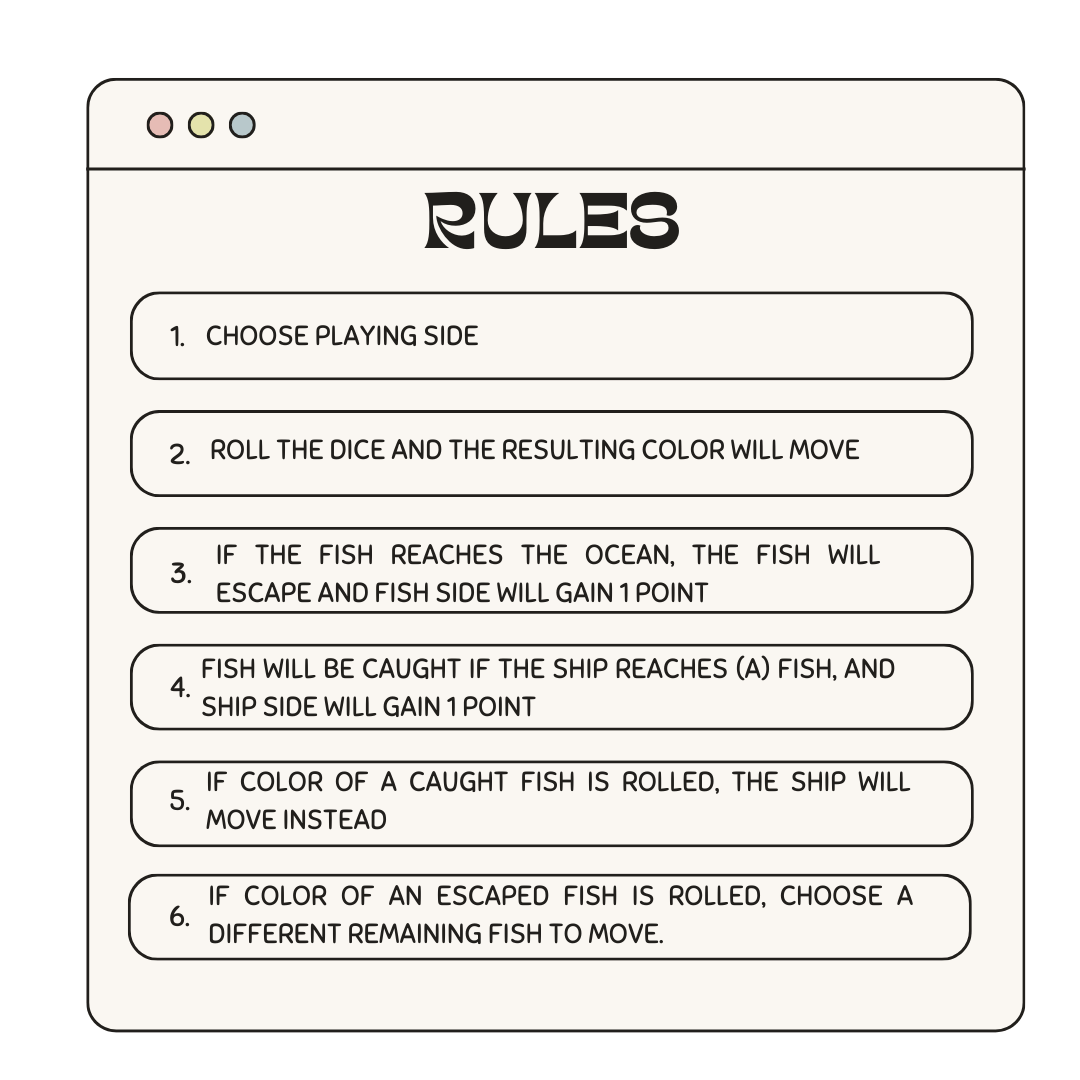 RULES
1. CHOOSE PLAYING SIDE
2. ROLL THE DICE AND THE RESULTING COLOR WILL MOVE
3. IF THE FISH REACHES THE OCEAN, THE FISH WILL
ESCAPE AND FISH SIDE WILL GAIN 1 POINT
4. FISH WILL BE CAUGHT IF THE SHIP REACHES (A) FISH, AND
SHIP SIDE WILL GAIN 1 POINT
5. IF COLOR OF A CAUGHT FISH IS ROLLED, THE SHIP WILL
MOVE INSTEAD
6. IF COLOR OF AN ESCAPED FISH IS ROLLED, CHOOSE A
DIFFERENT REMAINING FISH TO MOVE.